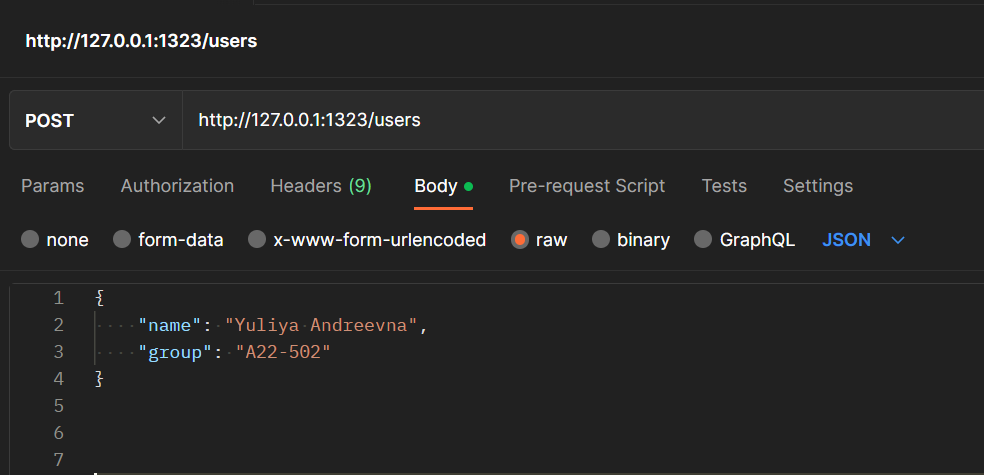 http://127.0.0.1:1323/users
POST http://127.0.0.1:1323/users
Params Authorization Headers (9) Body Pre-request Script Tests Settings
none form-data x-www-form-urlencoded raw binary GraphQL JSON
1 {
2 "name": "Yuliya Andreevna",
3 "group": "A22-502"
4 }
5
6
7